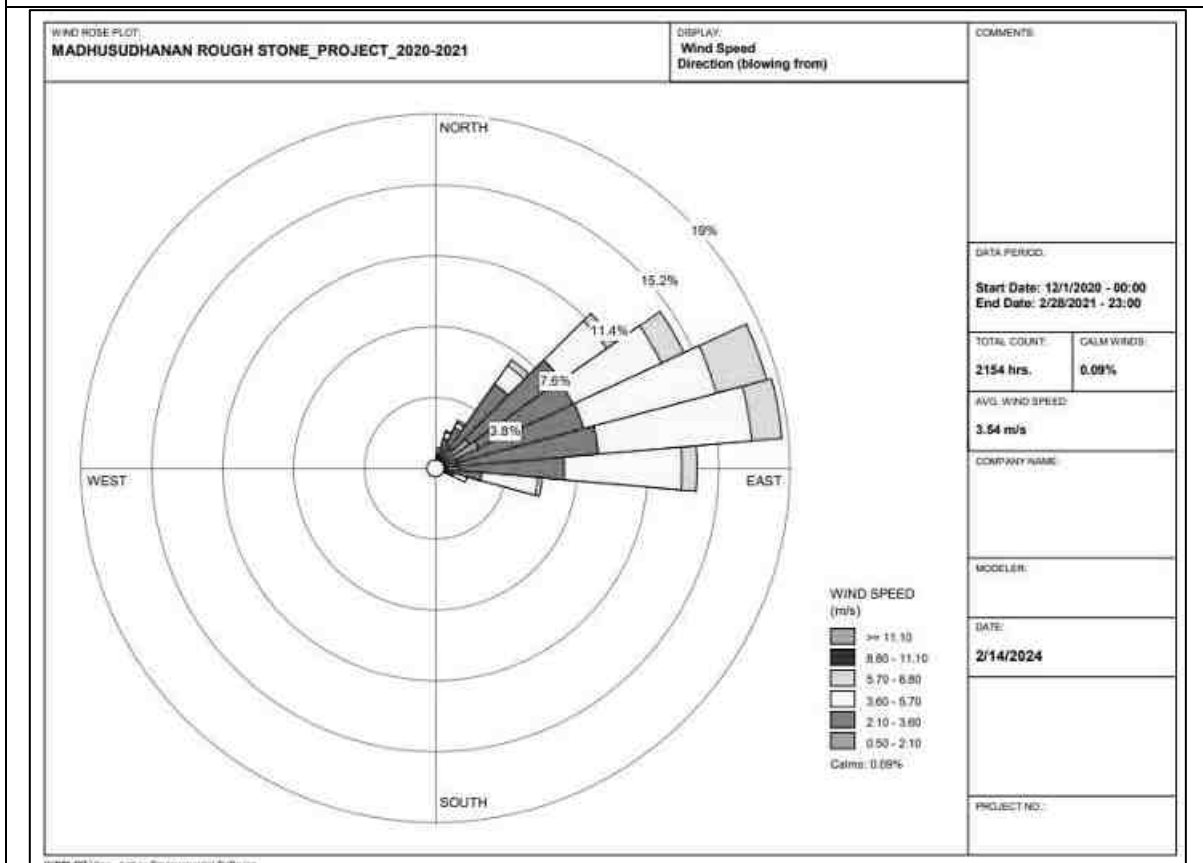 WIND ROSE PLOT:
MADHUSUDHANAN ROUGH STONE_PROJECT_2020-2021
DISPLAY:
Wind Speed
Direction (blowing from)
COMMENTS:
NORTH
19%
15.2%
11.4%
7.6%
3.8%
WEST
EAST
SOUTH
WIND SPEED
(m/s)
>= 11.10
8.80 - 11.10
5.70 - 8.80
3.60 - 5.70
2.10 - 3.60
0.50 - 2.10
Calms: 0.09%
DATA PERIOD:
Start Date: 12/1/2020 - 00:00
End Date: 2/28/2021 - 23:00
TOTAL COUNT:
2154 hrs.
CALM WINDS:
0.09%
AVG. WIND SPEED:
3.54 m/s
COMPANY NAME:
MODELER:
DATE:
2/14/2024
PROJECT NO.: